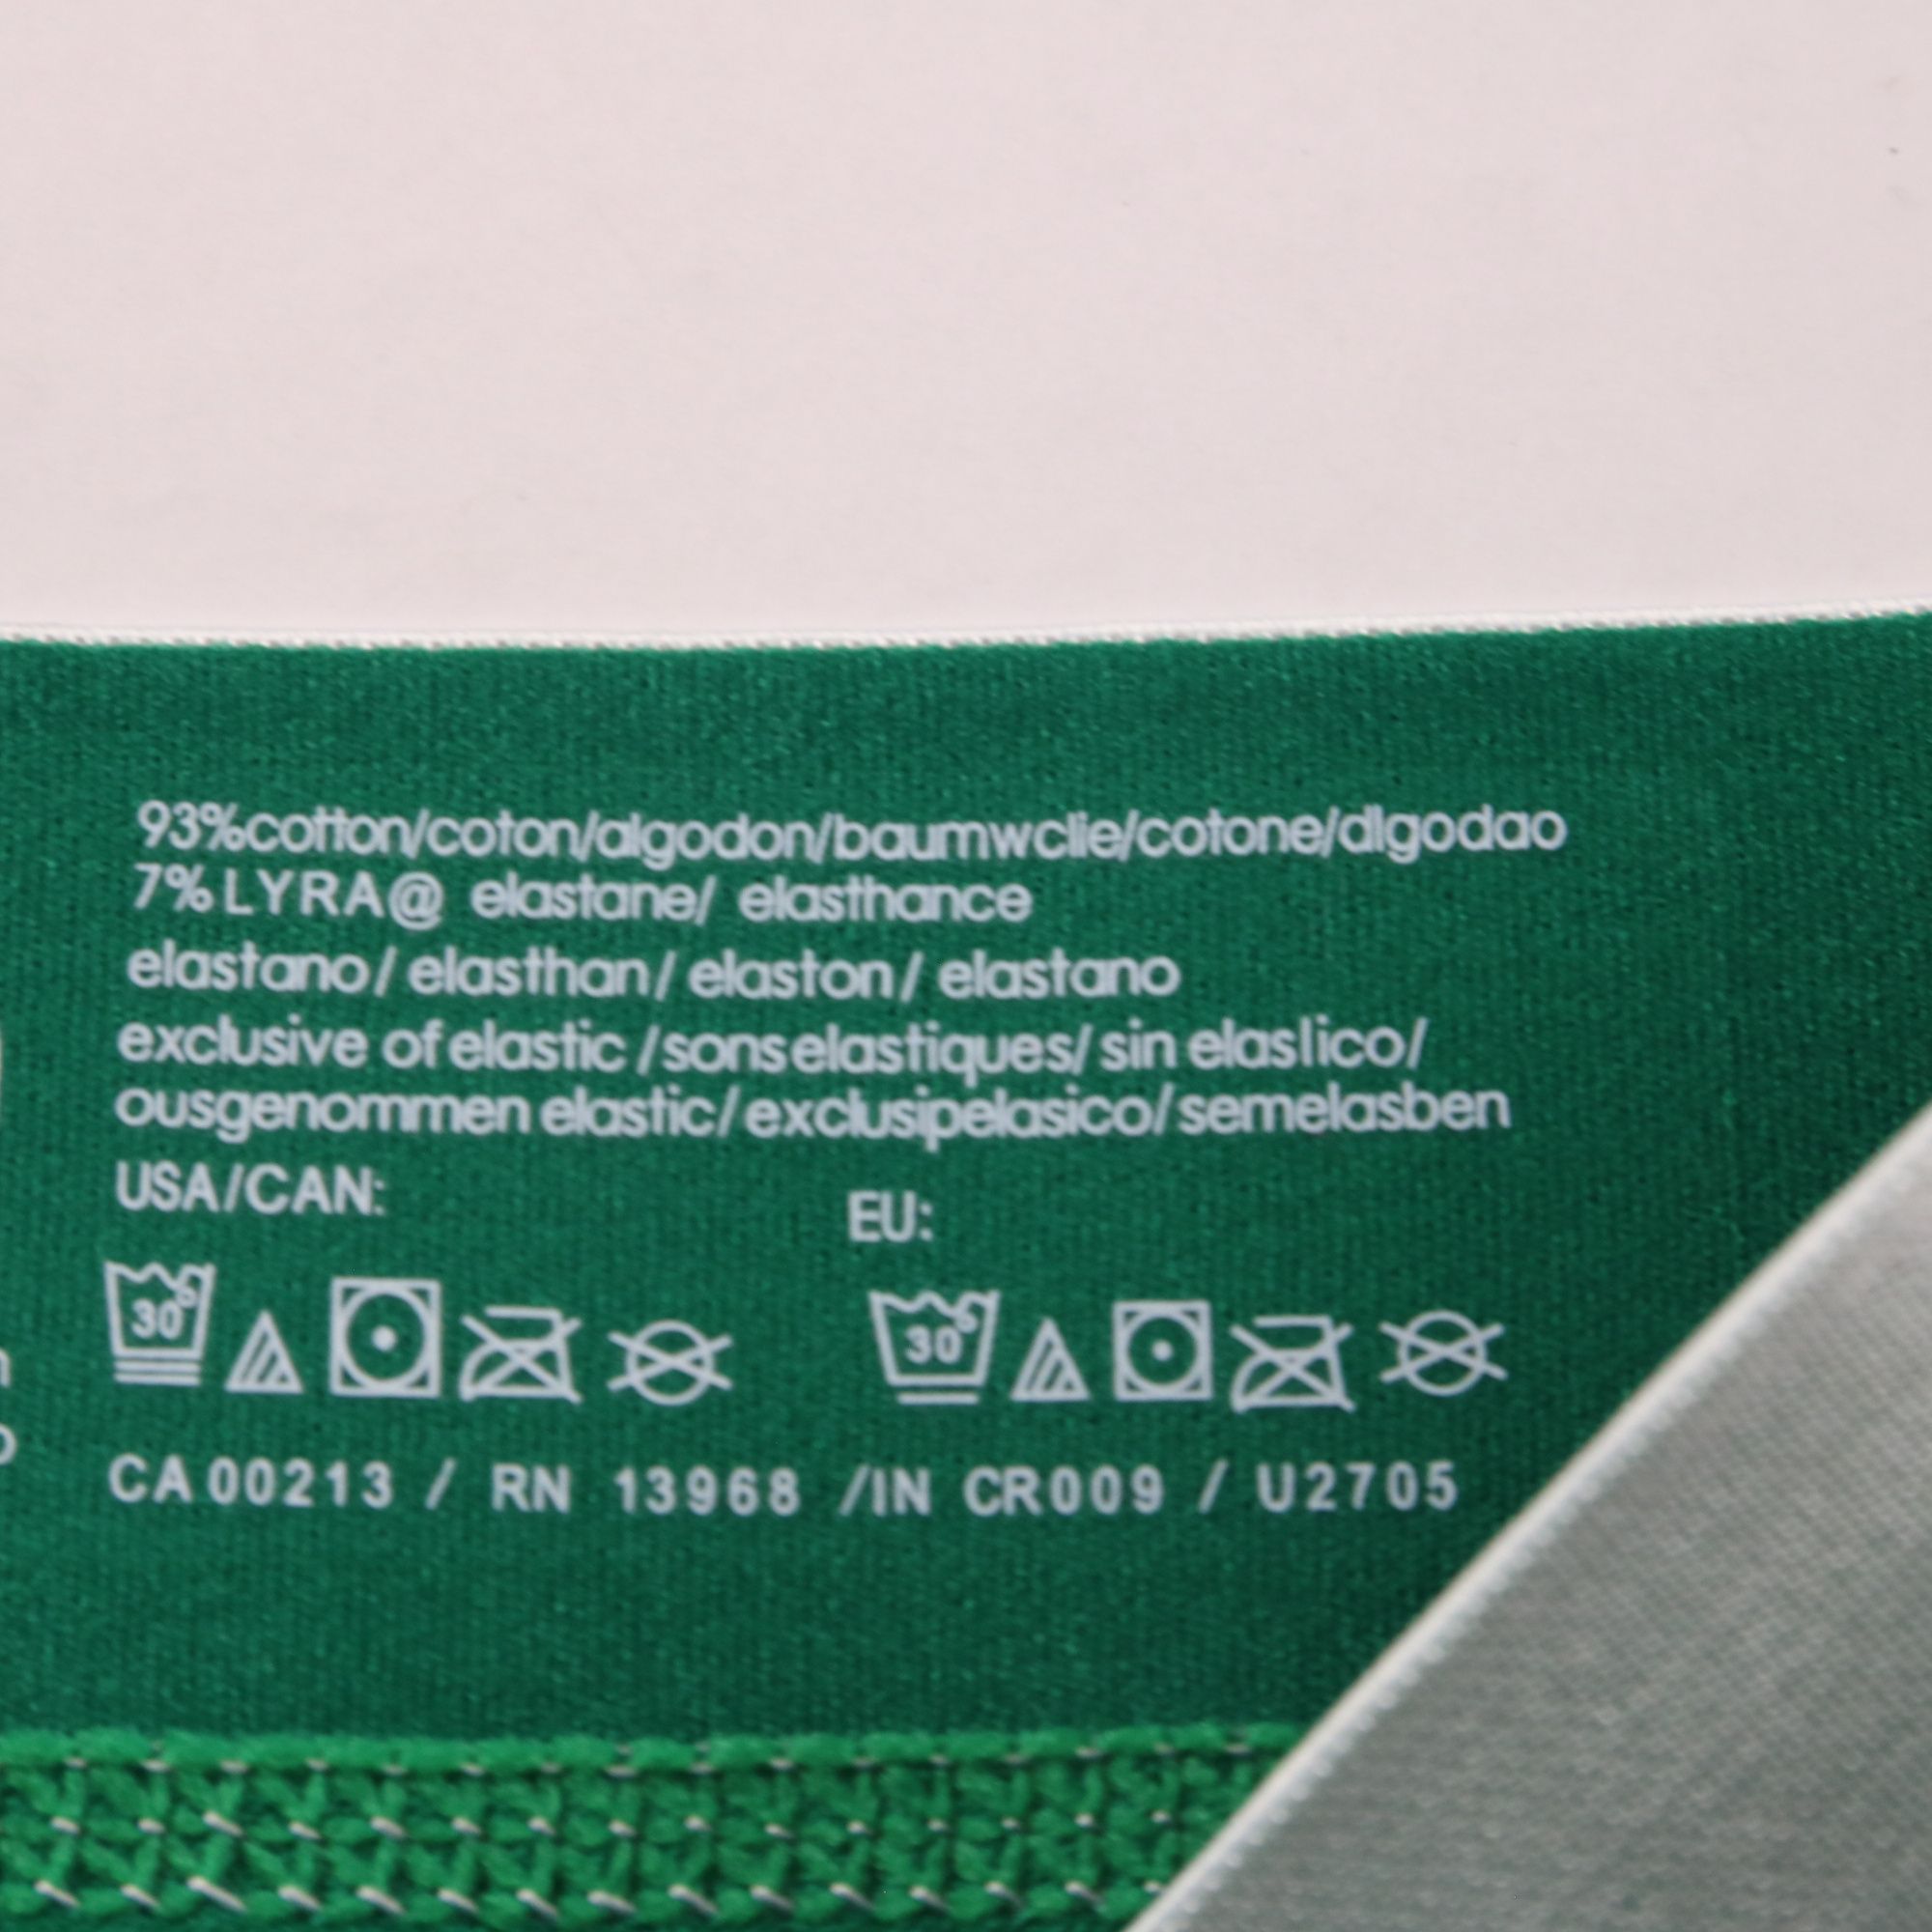 93%cotton/coton/algodon/baumwclie/cotone/dlgodao
7%LYRA@ elastane/ elasthance
elastano/ elasthan/ elaston/ elastano
exclusive of elastic /sonselastiques/ sin elaslico/
ousgenommen elastic/exclusipelasico/semelasben
USA/CAN:
EU:
30
30
CA00213 / RN 13968 /IN CR009 / U2705